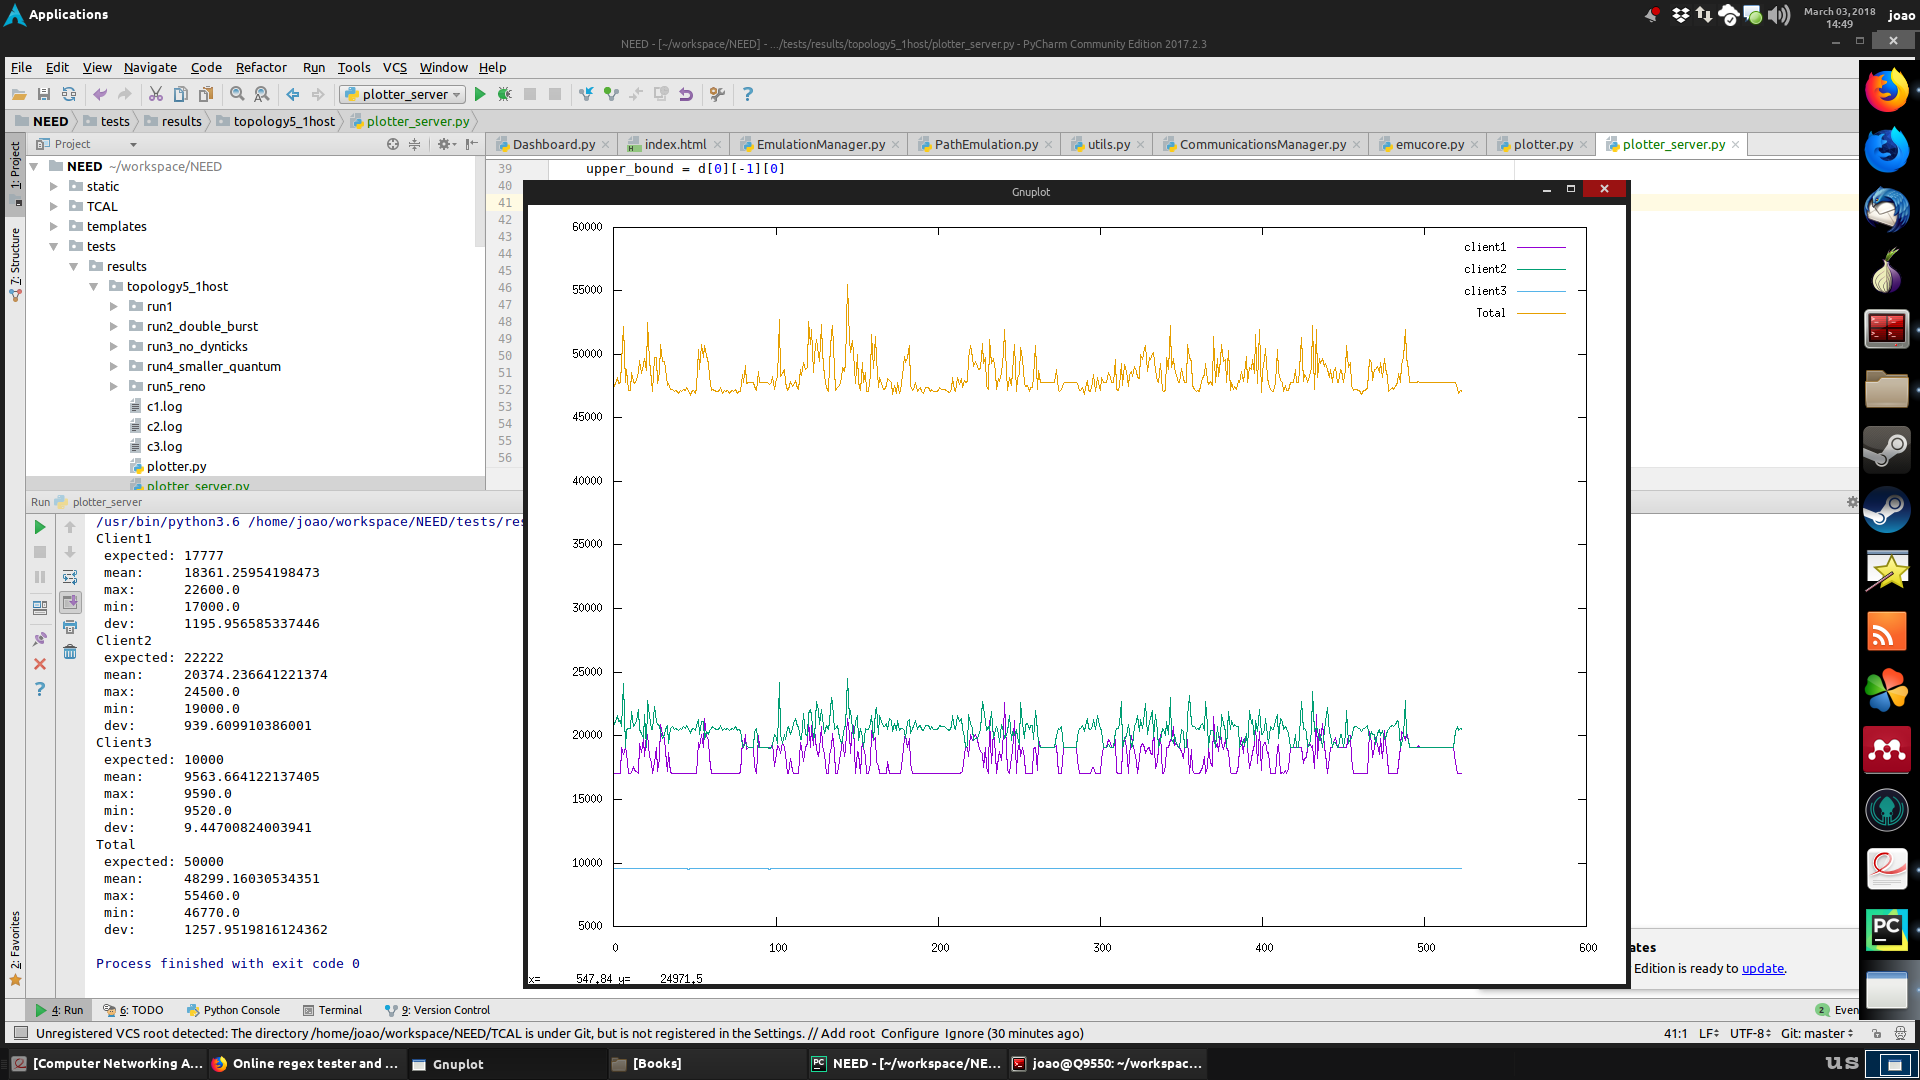 Applications
March 03, 2018
14:49
joao
NEED - [~/workspace/NEED] - .../tests/results/topology5_1host/plotter_server.py - PyCharm Community Edition 2017.2.3
File Edit View Navigate Code Refactor Run Tools VCS Window Help
plotter_server
NEED tests results topology5_1host plotter_server.py
Project
Dashboard.py index.html EmulationManager.py PathEmulation.py utils.py CommunicationsManager.py emucore.py plotter.py plotter_server.py
1: Project
7: Structure
2: Favorites
NEED ~/workspace/NEED
static
TCAL
templates
tests
results
topology5_1host
run1
run2_double_burst
run3_no_dynticks
run4_smaller_quantum
run5_reno
c1.log
c2.log
c3.log
plotter.py
plotter_server.py
39 upper_bound = d[0][-1][0]
40
41
42
43
44
45
46
47
48
49
50
51
52
53
54
55
56
Run plotter_server
/usr/bin/python3.6 /home/joao/workspace/NEED/tests/res
Client1
expected: 17777
mean: 18361.25954198473
max: 22600.0
min: 17000.0
dev: 1195.956585337446
Client2
expected: 22222
mean: 20374.236641221374
max: 24500.0
min: 19000.0
dev: 939.609910386001
Client3
expected: 10000
mean: 9563.664122137405
max: 9590.0
min: 9520.0
dev: 9.44700824003941
Total
expected: 50000
mean: 48299.16030534351
max: 55460.0
min: 46770.0
dev: 1257.9519816124362
Process finished with exit code 0
Gnuplot
60000
55000
50000
45000
40000
35000
30000
25000
20000
15000
10000
5000
0 100 200 300 400 500 600
client1
client2
client3
Total
x= 547.84 y= 24971.5
ates
Edition is ready to update.
4: Run 6: TODO Python Console Terminal 9: Version Control
2 Even
Unregistered VCS root detected: The directory /home/joao/workspace/NEED/TCAL is under Git, but is not registered in the Settings. // Add root Configure Ignore (30 minutes ago)
41:1 LF UTF-8 Git: master
[Computer Networking A... Online regex tester and ... Gnuplot [Books] NEED - [~/workspace/NE... joao@Q9550: ~/workspac...
us
PC